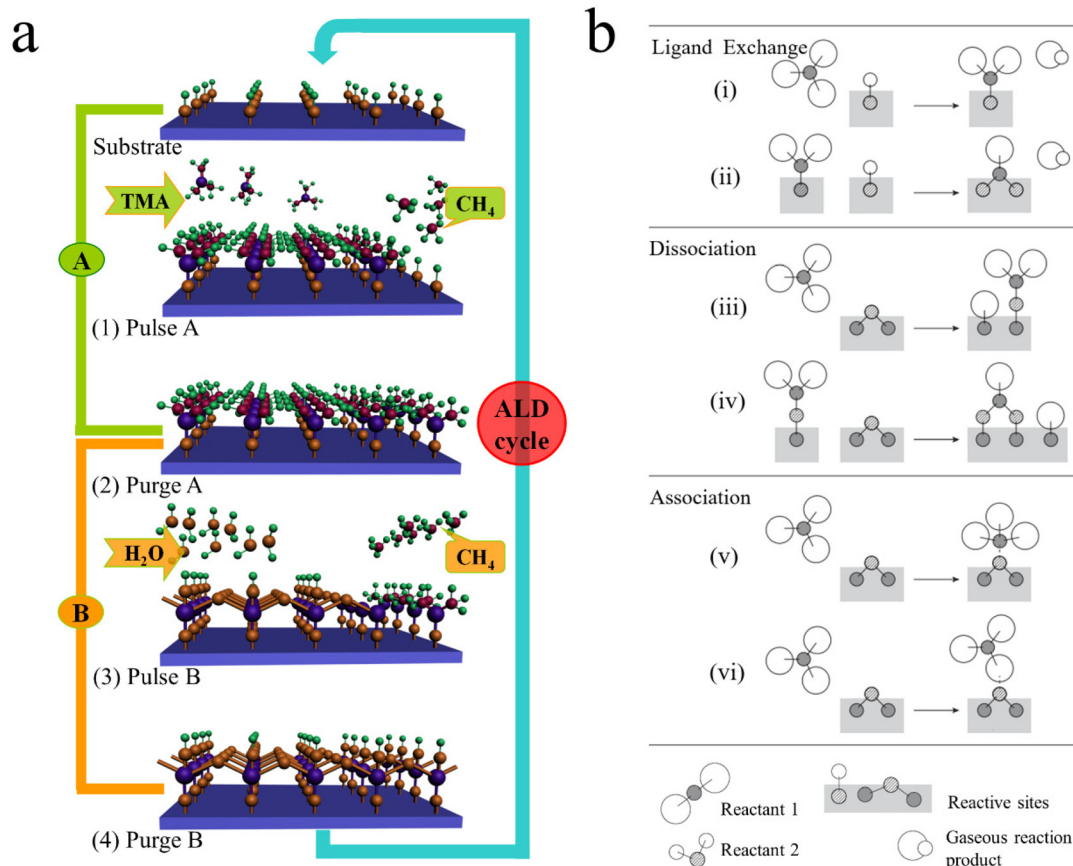 a
Substrate
TMA
CH₄
A
(1) Pulse A
ALD
cycle
(2) Purge A
H₂O
CH₄
B
(3) Pulse B
(4) Purge B
b
Ligand Exchange
(i)
(ii)
Dissociation
(iii)
(iv)
Association
(v)
(vi)
Reactant 1
Reactive sites
Reactant 2
Gaseous reaction
product